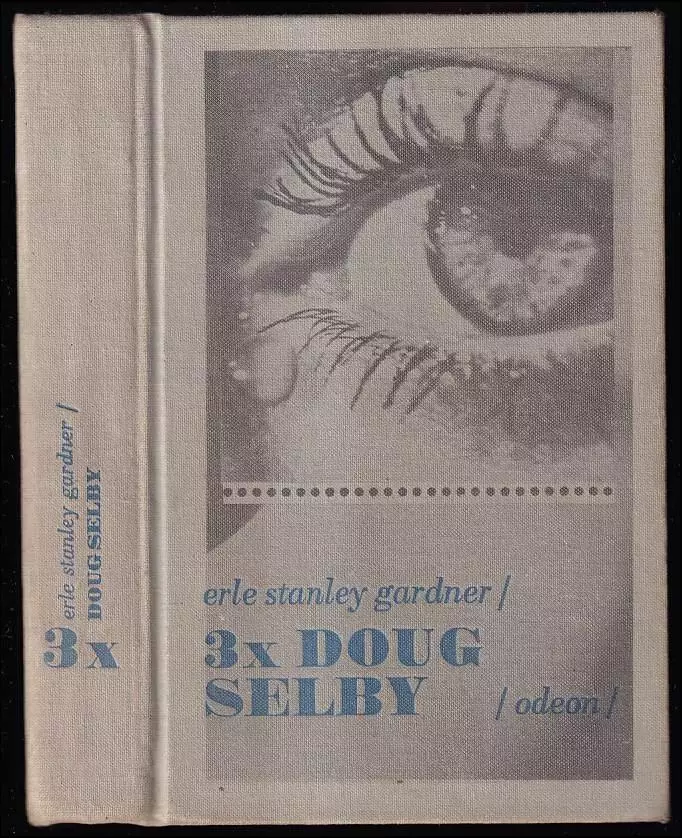 erle stanley gardner /
DOUG SELBY
3x
erle stanley gardner /
3x DOUG
SELBY
/ odeon /